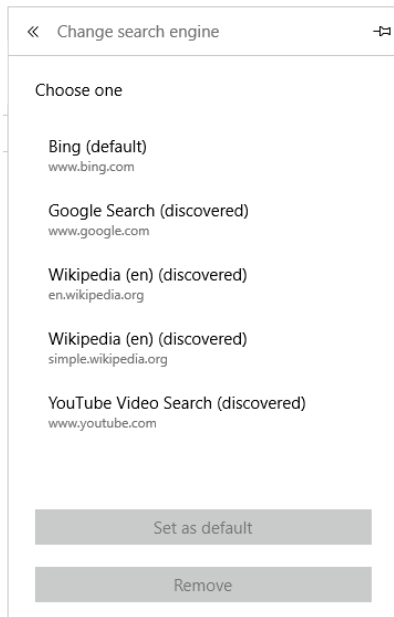 « Change search engine
Choose one
Bing (default)
www.bing.com
Google Search (discovered)
www.google.com
Wikipedia (en) (discovered)
en.wikipedia.org
Wikipedia (en) (discovered)
simple.wikipedia.org
YouTube Video Search (discovered)
www.youtube.com
Set as default
Remove